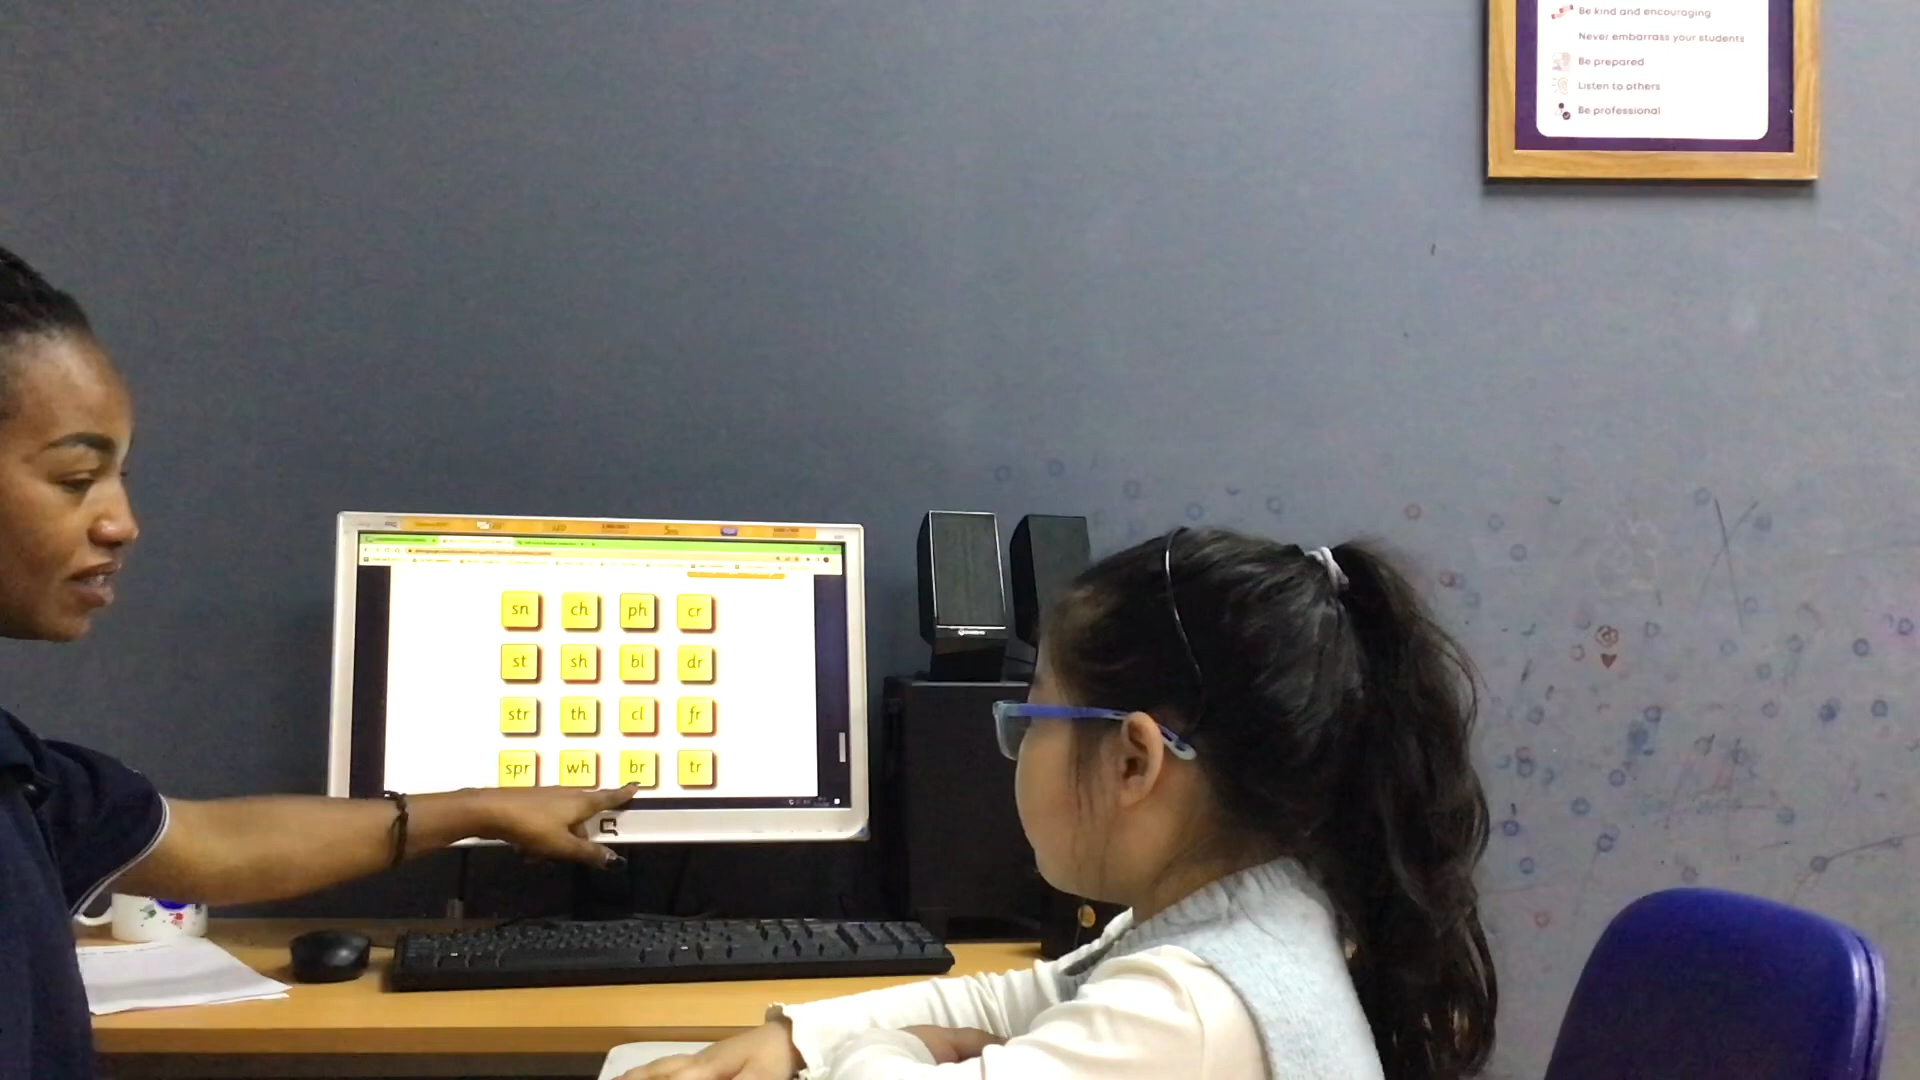 Be kind and encouraging
Never embarrass your students
Be prepared
Listen to others
Be professional
sn ch ph cr
st sh bl dr
str th cl fr
spr wh br tr